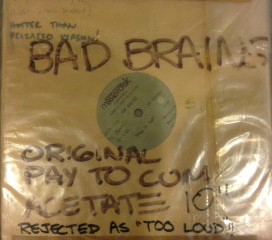 HOTTER THAN
RELEASED VERSION!
BAD BRAINS
ORIGINAL
PAY TO CUM
ACETATE 10"
REJECTED AS "TOO LOUD"!